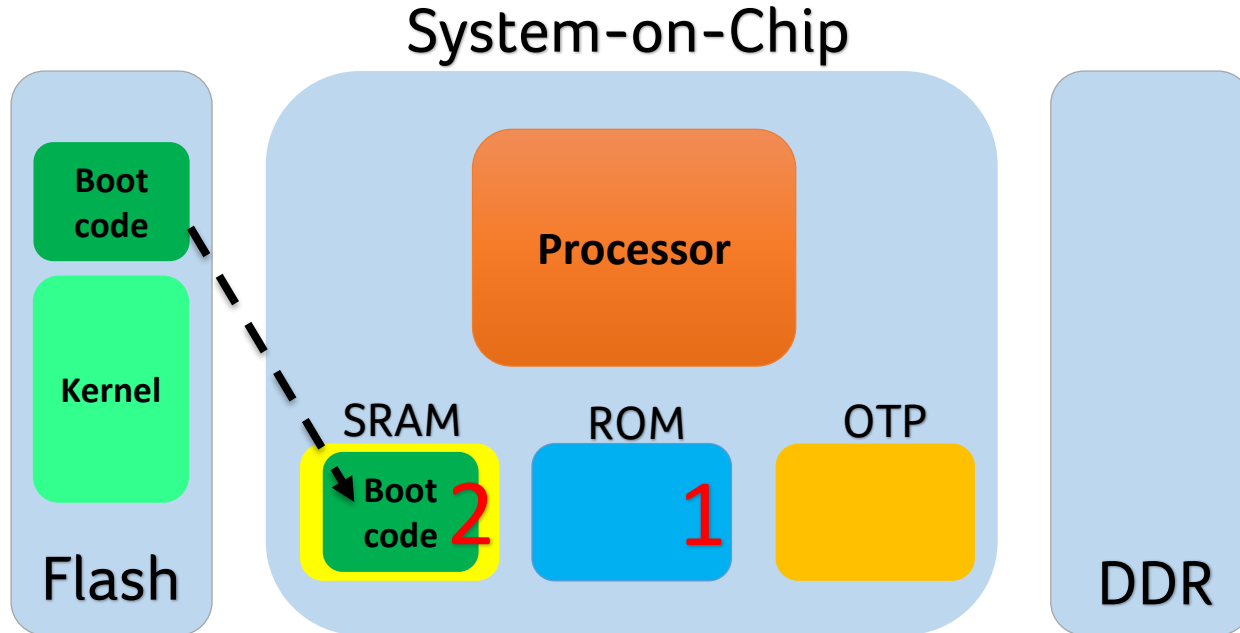 System-on-Chip
Boot
code
Kernel
Flash
Processor
SRAM
ROM
OTP
Boot
code
2
1
DDR